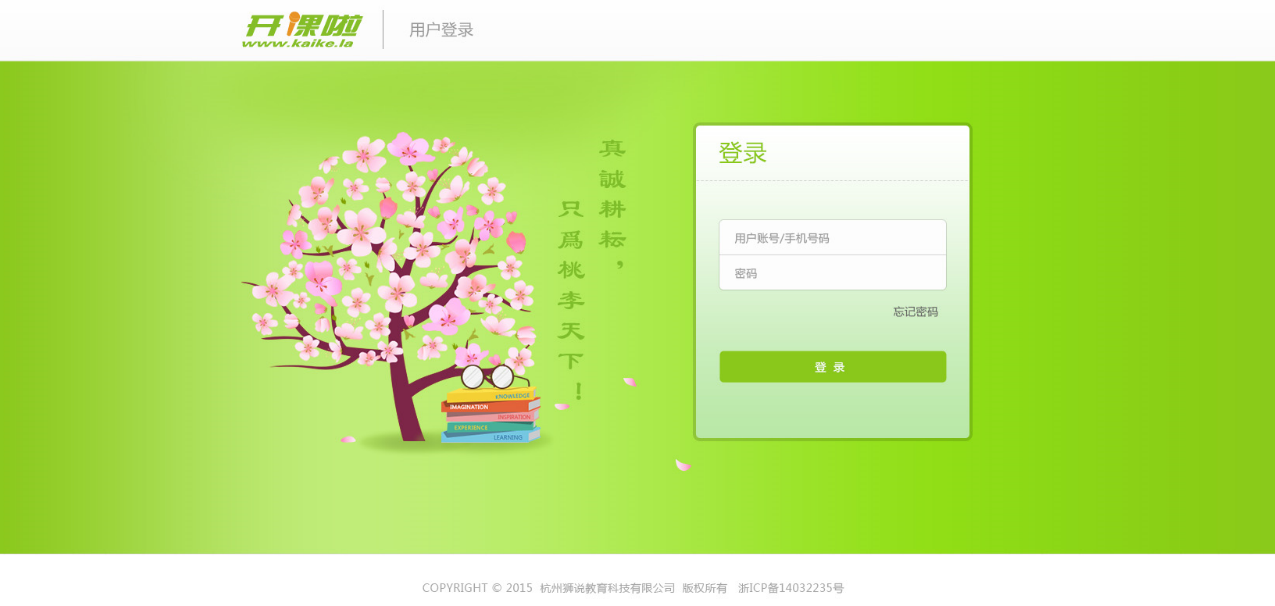 开课啦
www.kaike.la
用户登录
真誠耕耘，
只爲桃李天下！
登录
用户账号/手机号码
密码
忘记密码
登 录
KNOWLEDGE
IMAGINATION
INSPIRATION
EXPERIENCE
LEARNING
COPYRIGHT © 2015 杭州狮说教育科技有限公司 版权所有 浙ICP备14032235号